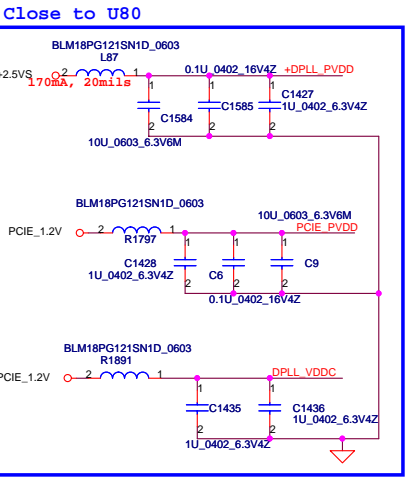 Close to U80
BLM18PG121SN1D_0603
L87
+2.5VS 2 1 0.1U_0402_16V4Z +DPLL_PVDD
170mA, 20mils
1 1 1
C1427
C1584 C1585 1U_0402_6.3V4Z
2 2 2
10U_0603_6.3V6M
BLM18PG121SN1D_0603
10U_0603_6.3V6M
PCIE_1.2V 2 1 PCIE_PVDD
R1797
1 1 1
C1428 C6 C9
1U_0402_6.3V4Z
2 2 2
0.1U_0402_16V4Z
BLM18PG121SN1D_0603
R1891
PCIE_1.2V 2 1 DPLL_VDDC
1 1
C1435 C1436
1U_0402_6.3V4Z
2 2
1U_0402_6.3V4Z